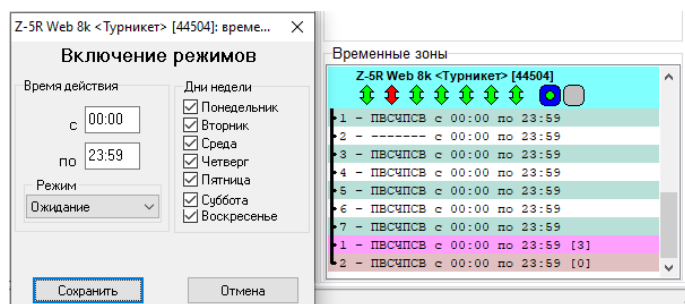 Z-5R Web 8k <Турникет> [44504]: време...
Включение режимов
Время действия
с 00:00
по 23:59
Режим
Ожидание
Дни недели
Понедельник
Вторник
Среда
Четверг
Пятница
Суббота
Воскресенье
Сохранить
Отмена
Временные зоны
Z-5R Web 8k <Турникет> [44504]
1 - ПВСЧПСВ с 00:00 по 23:59
2 - ------- с 00:00 по 23:59
3 - ПВСЧПСВ с 00:00 по 23:59
4 - ПВСЧПСВ с 00:00 по 23:59
5 - ПВСЧПСВ с 00:00 по 23:59
6 - ПВСЧПСВ с 00:00 по 23:59
7 - ПВСЧПСВ с 00:00 по 23:59
1 - ПВСЧПСВ с 00:00 по 23:59 [3]
2 - ПВСЧПСВ с 00:00 по 23:59 [0]